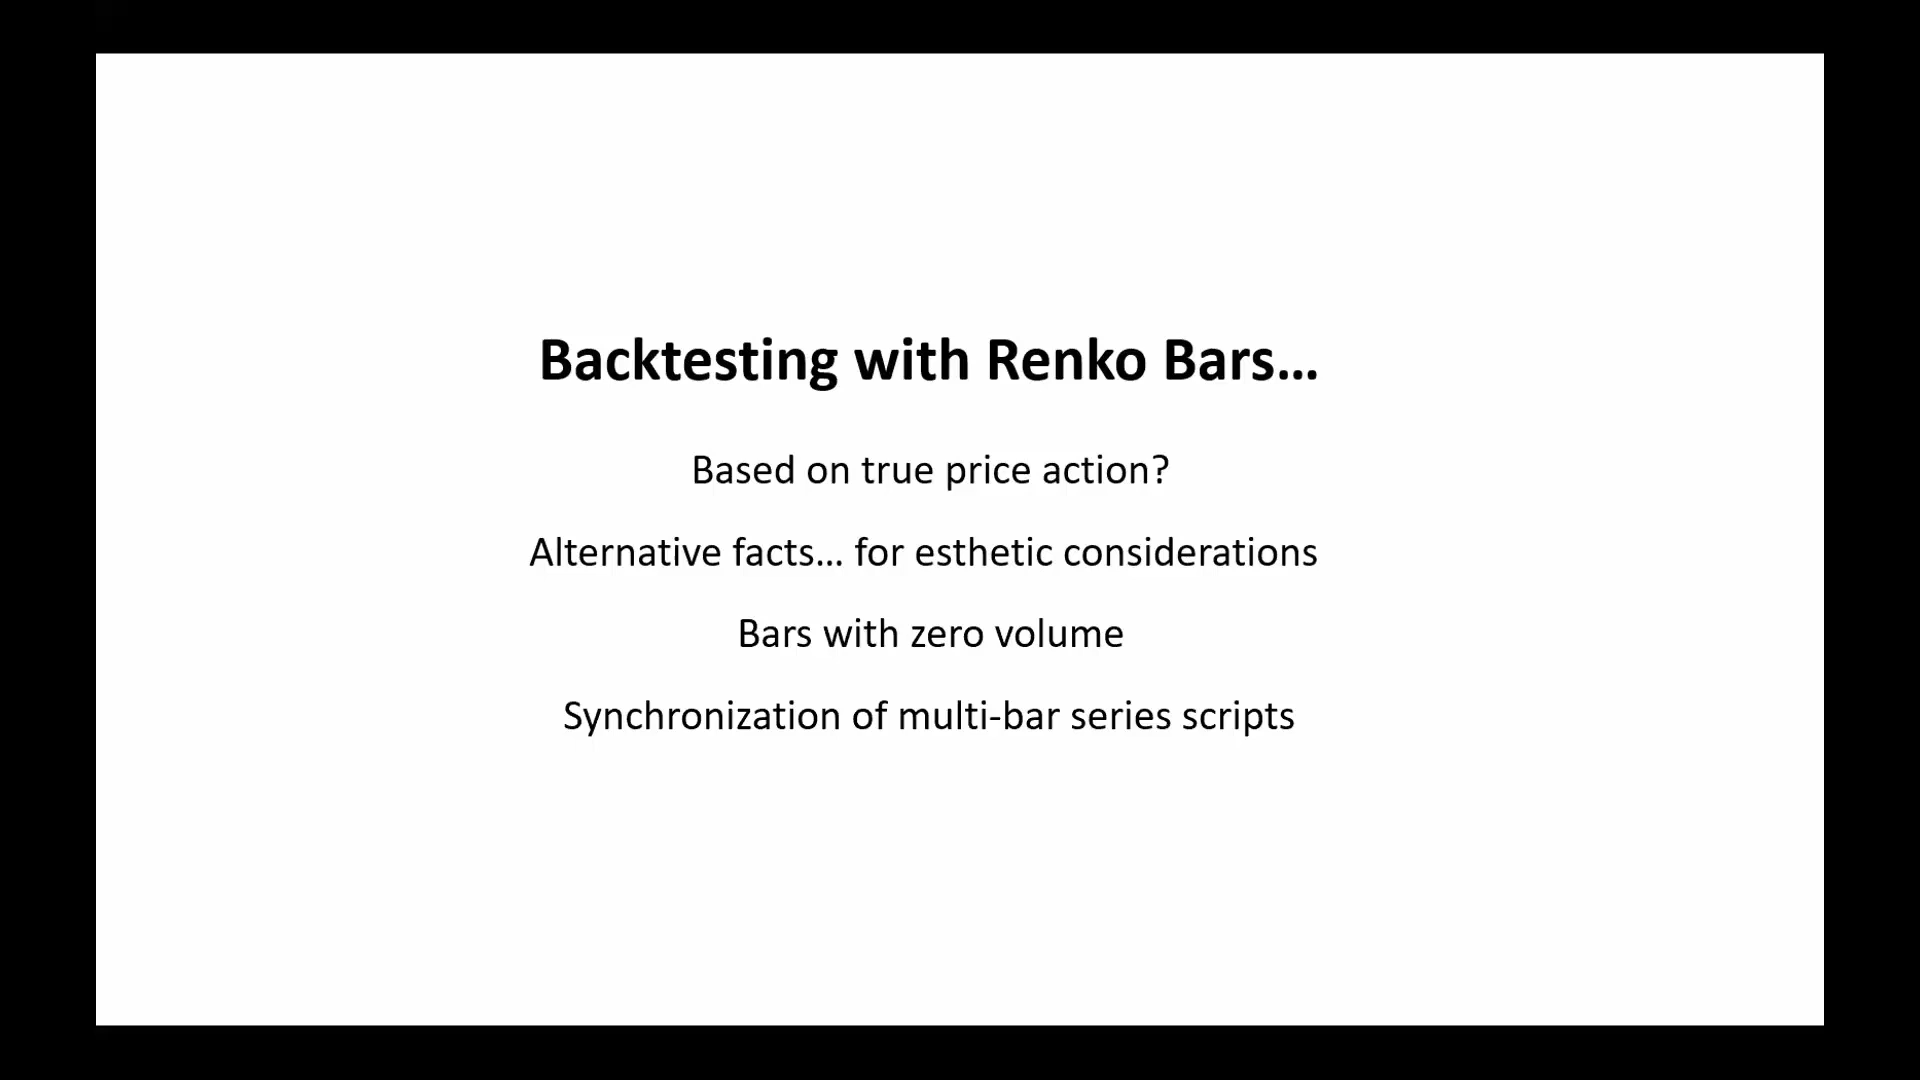 Backtesting with Renko Bars...
Based on true price action?
Alternative facts... for esthetic considerations
Bars with zero volume
Synchronization of multi-bar series scripts